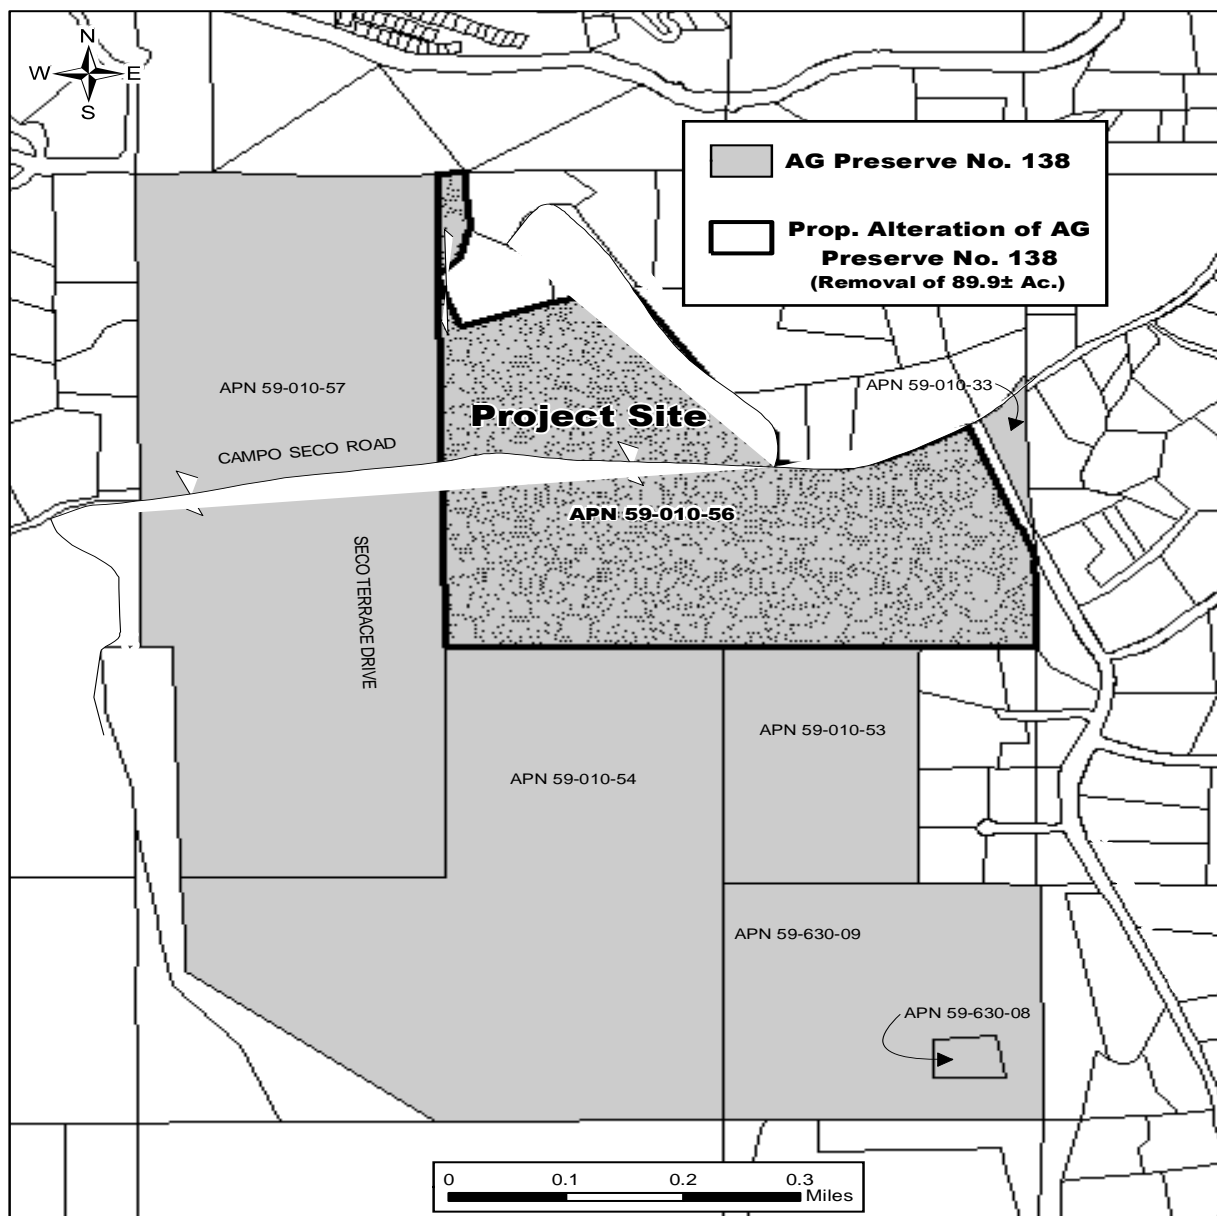 N
W E
S
AG Preserve No. 138
Prop. Alteration of AG
Preserve No. 138
(Removal of 89.9± Ac.)
APN 59-010-57
APN 59-010-33
Project Site
CAMPO SECO ROAD
APN 59-010-56
SECO TERRACE DRIVE
APN 59-010-53
APN 59-010-54
APN 59-630-09
APN 59-630-08
0 0.1 0.2 0.3
Miles